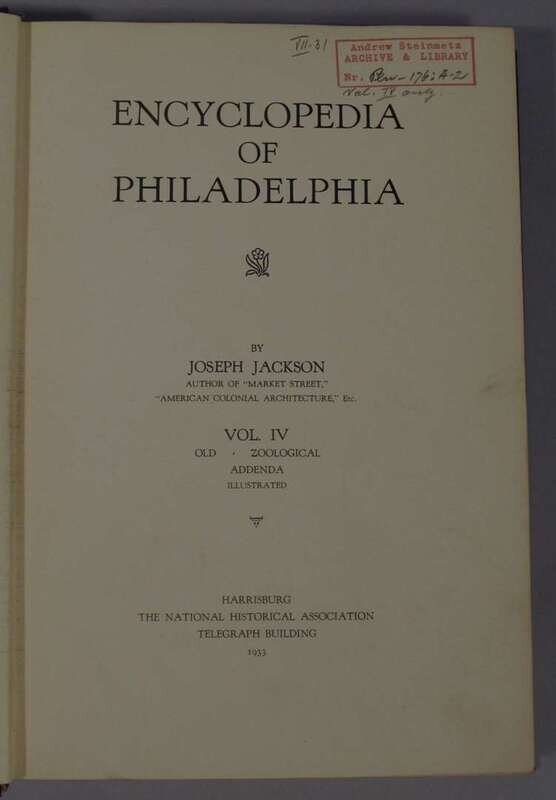 VII-31
Andrew Steinmetz
ARCHIVE & LIBRARY
Nr. Pew-176:A-2
Vol. IV only.
ENCYCLOPEDIA
OF
PHILADELPHIA
BY
JOSEPH JACKSON
AUTHOR OF "MARKET STREET,"
"AMERICAN COLONIAL ARCHITECTURE," Etc.
VOL. IV
OLD · ZOOLOGICAL
ADDENDA
ILLUSTRATED
HARRISBURG
THE NATIONAL HISTORICAL ASSOCIATION
TELEGRAPH BUILDING
1933